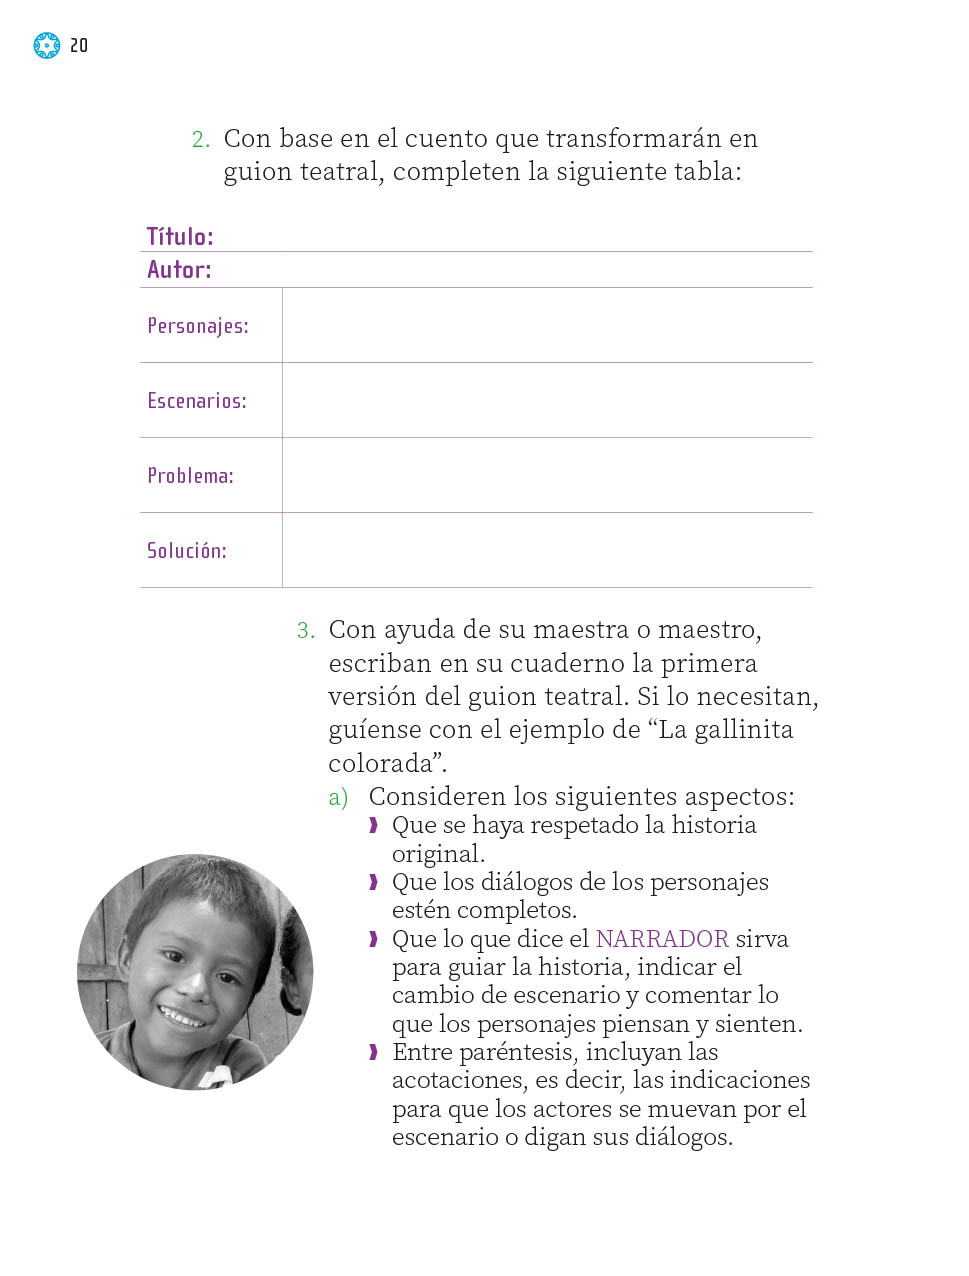 20
2. Con base en el cuento que transformarán en
guion teatral, completen la siguiente tabla:
Título:
Autor:
Personajes:
Escenarios:
Problema:
Solución:
3. Con ayuda de su maestra o maestro,
escriban en su cuaderno la primera
versión del guion teatral. Si lo necesitan,
guíense con el ejemplo de “La gallinita
colorada”.
a) Consideren los siguientes aspectos:
Que se haya respetado la historia
original.
Que los diálogos de los personajes
estén completos.
Que lo que dice el NARRADOR sirva
para guiar la historia, indicar el
cambio de escenario y comentar lo
que los personajes piensan y sienten.
Entre paréntesis, incluyan las
acotaciones, es decir, las indicaciones
para que los actores se muevan por el
escenario o digan sus diálogos.